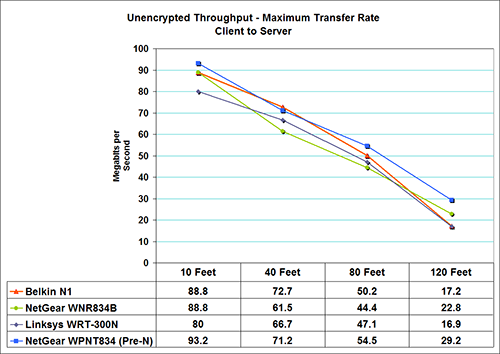 Unencrypted Throughput - Maximum Transfer Rate
Client to Server
Megabits per
Second
100
90
80
70
60
50
40
30
20
10
0
10 Feet 40 Feet 80 Feet 120 Feet
Belkin N1 88.8 72.7 50.2 17.2
NetGear WNR834B 88.8 61.5 44.4 22.8
Linksys WRT-300N 80 66.7 47.1 16.9
NetGear WPNT834 (Pre-N) 93.2 71.2 54.5 29.2